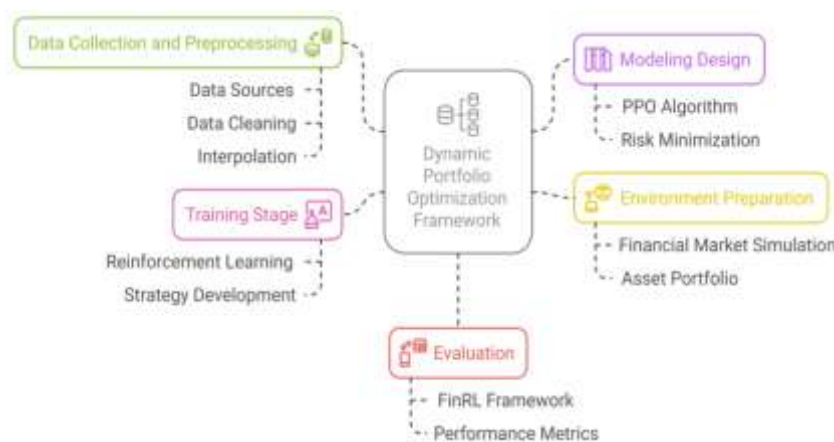 Data Collection and Preprocessing
Data Sources
Data Cleaning
Interpolation
Training Stage
Reinforcement Learning
Strategy Development
Dynamic
Portfolio
Optimization
Framework
Modeling Design
PPO Algorithm
Risk Minimization
Environment Preparation
Financial Market Simulation
Asset Portfolio
Evaluation
FinRL Framework
Performance Metrics